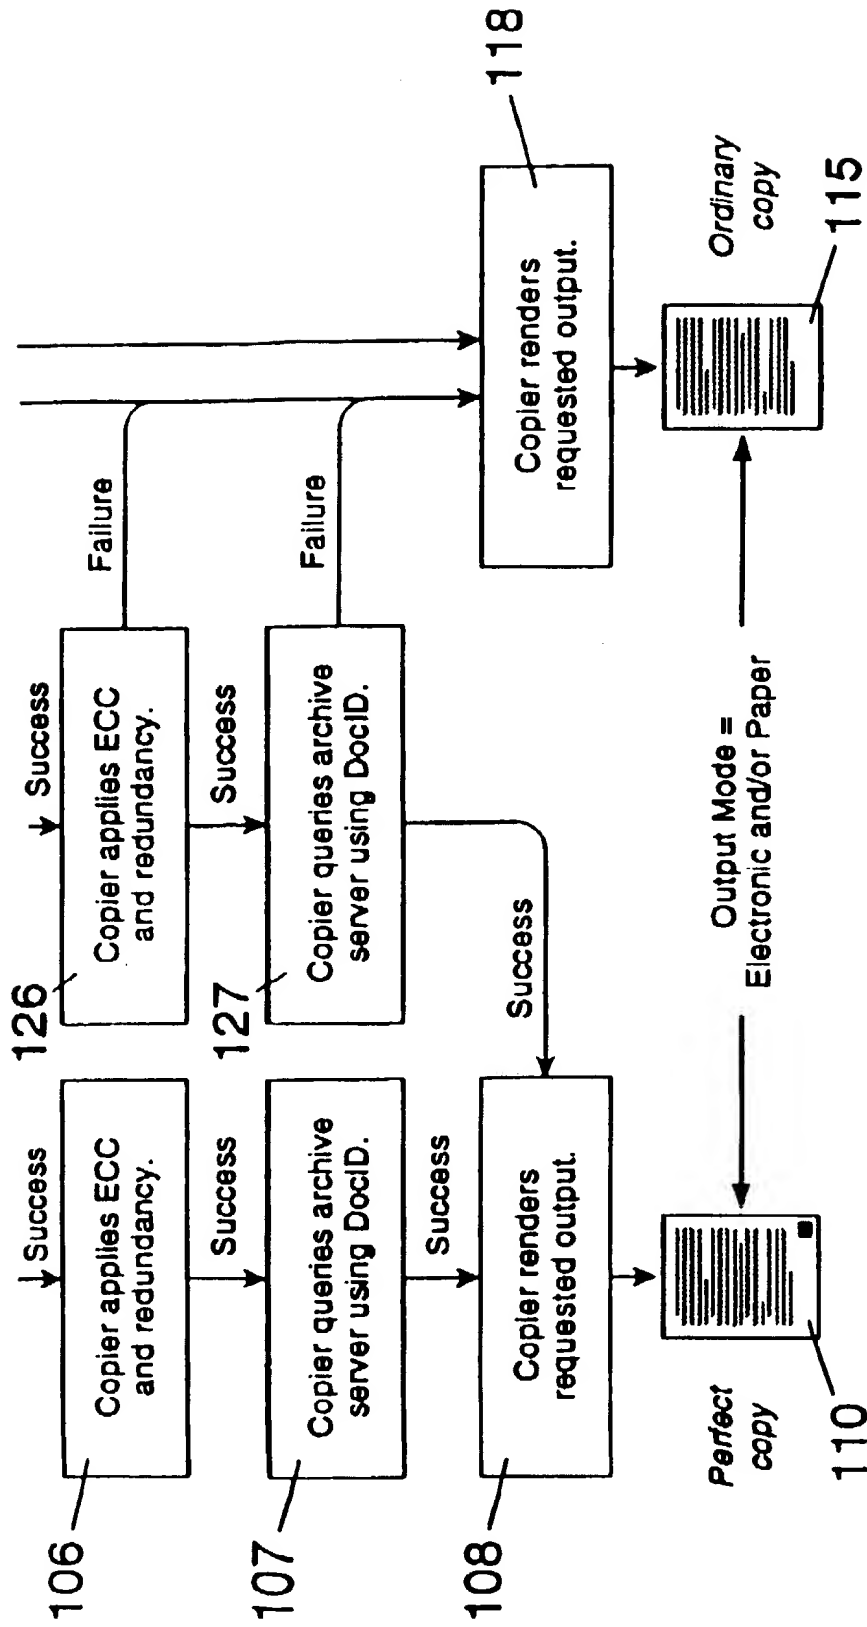 Success
Success
106
Copier applies ECC
and redundancy.
126
Copier applies ECC
and redundancy.
Failure
Success
Success
107
Copier queries archive
server using DocID.
127
Copier queries archive
server using DocID.
Failure
Success
Success
108
Copier renders
requested output.
Copier renders
requested output.
118
Perfect
copy
110
Output Mode =
Electronic and/or Paper
Ordinary
copy
115